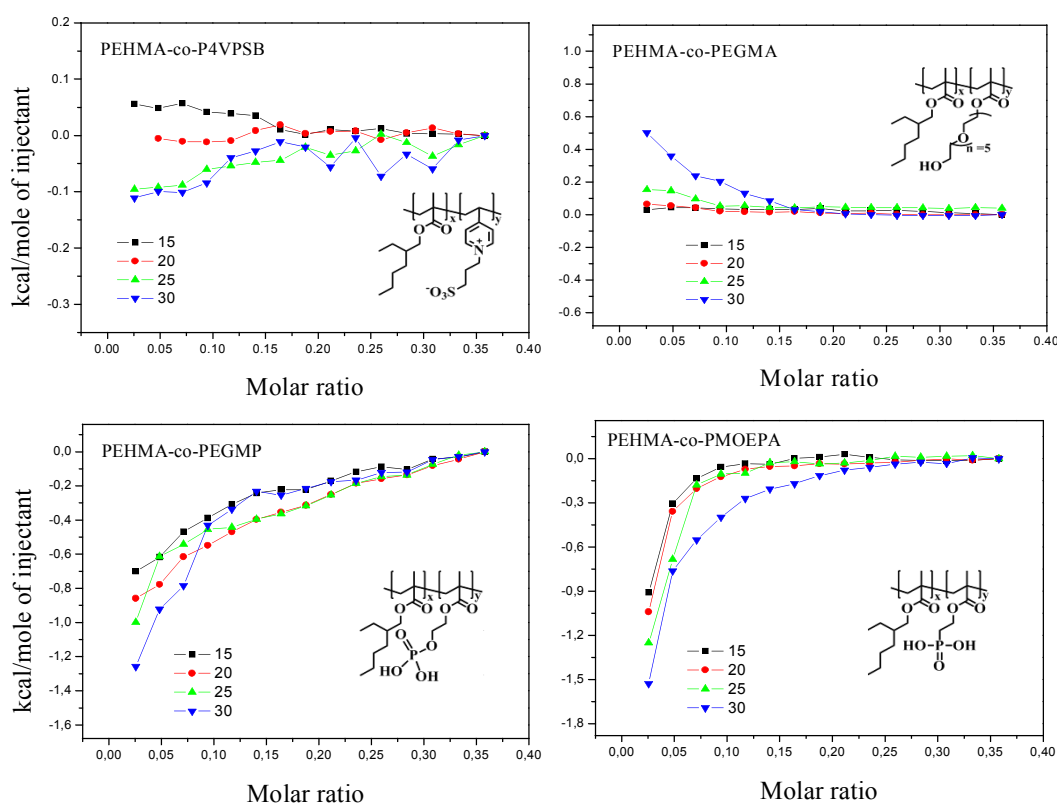 PEHMA-co-P4VPSB
kcal/mole of injectant
0.2
0.1
0.0
-0.1
-0.2
-0.3
0.00 0.05 0.10 0.15 0.20 0.25 0.30 0.35 0.40
Molar ratio
15
20
25
30
x y
O O
N
+
-O3S
PEHMA-co-PEGMA
1.0
0.8
0.6
0.4
0.2
0.0
-0.2
-0.4
-0.6
0.00 0.05 0.10 0.15 0.20 0.25 0.30 0.35 0.40
Molar ratio
15
20
25
30
x y
O O O O
O
n =5
HO
PEHMA-co-PEGMP
kcal/mole of injectant
0,0
-0,2
-0,4
-0,6
-0,8
-1,0
-1,2
-1,4
-1,6
0,00 0,05 0,10 0,15 0,20 0,25 0,30 0,35 0,40
Molar ratio
15
20
25
30
x y
O O O O
O O
P
HO OH
PEHMA-co-PMOEPA
0,0
-0,3
-0,6
-0,9
-1,2
-1,5
-1,8
0,00 0,05 0,10 0,15 0,20 0,25 0,30 0,35 0,40
Molar ratio
15
20
25
30
x y
O O O O
HO-P-OH
O